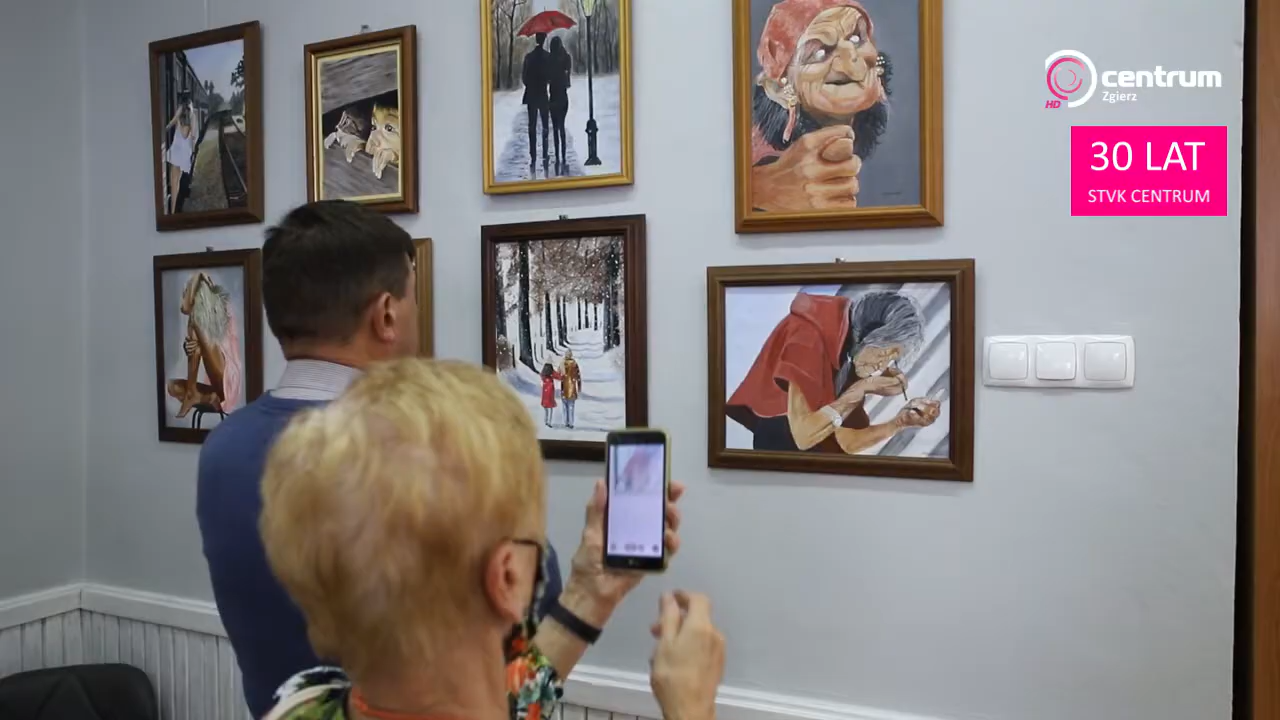 centrum
Zgierz
HD
30 LAT
STVK CENTRUM